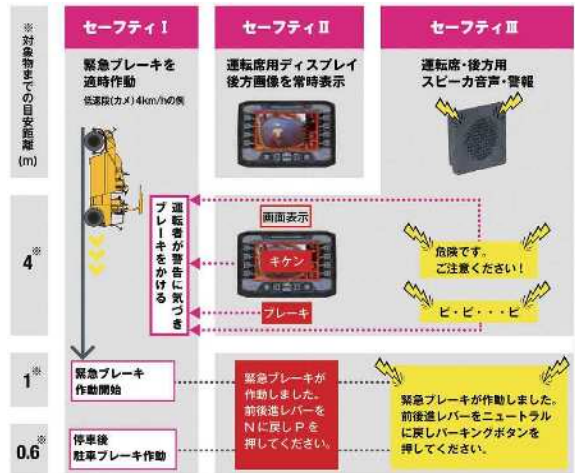 ※対象物までの目安距離(m)
セーフティⅠ
緊急ブレーキを
適時作動
低速段(カメ)4km/hの例
セーフティⅡ
運転席用ディスプレイ
後方画像を常時表示
セーフティⅢ
運転席・後方用
スピーカ音声・警報
4※
運転者が警告に気づき
ブレーキをかける
画面表示
キケン
ブレーキ
危険です。
ご注意ください!
ピ・ピ・・・ピ
1※
緊急ブレーキ
作動開始
緊急ブレーキが
作動しました。
前後進レバーを
Nに戻しPを
押してください。
緊急ブレーキが作動しました。
前後進レバーをニュートラル
に戻しパーキングボタンを
押してください。
0.6※
停車後
駐車ブレーキ作動